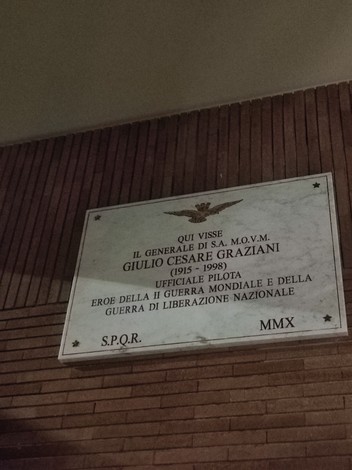 QUI VISSE
IL GENERALE DI S.A. M.O.V.M.
GIULIO CESARE GRAZIANI
(1915 - 1998)
UFFICIALE PILOTA
EROE DELLA II GUERRA MONDIALE E DELLA
GUERRA DI LIBERAZIONE NAZIONALE
S.P.Q.R. MMX